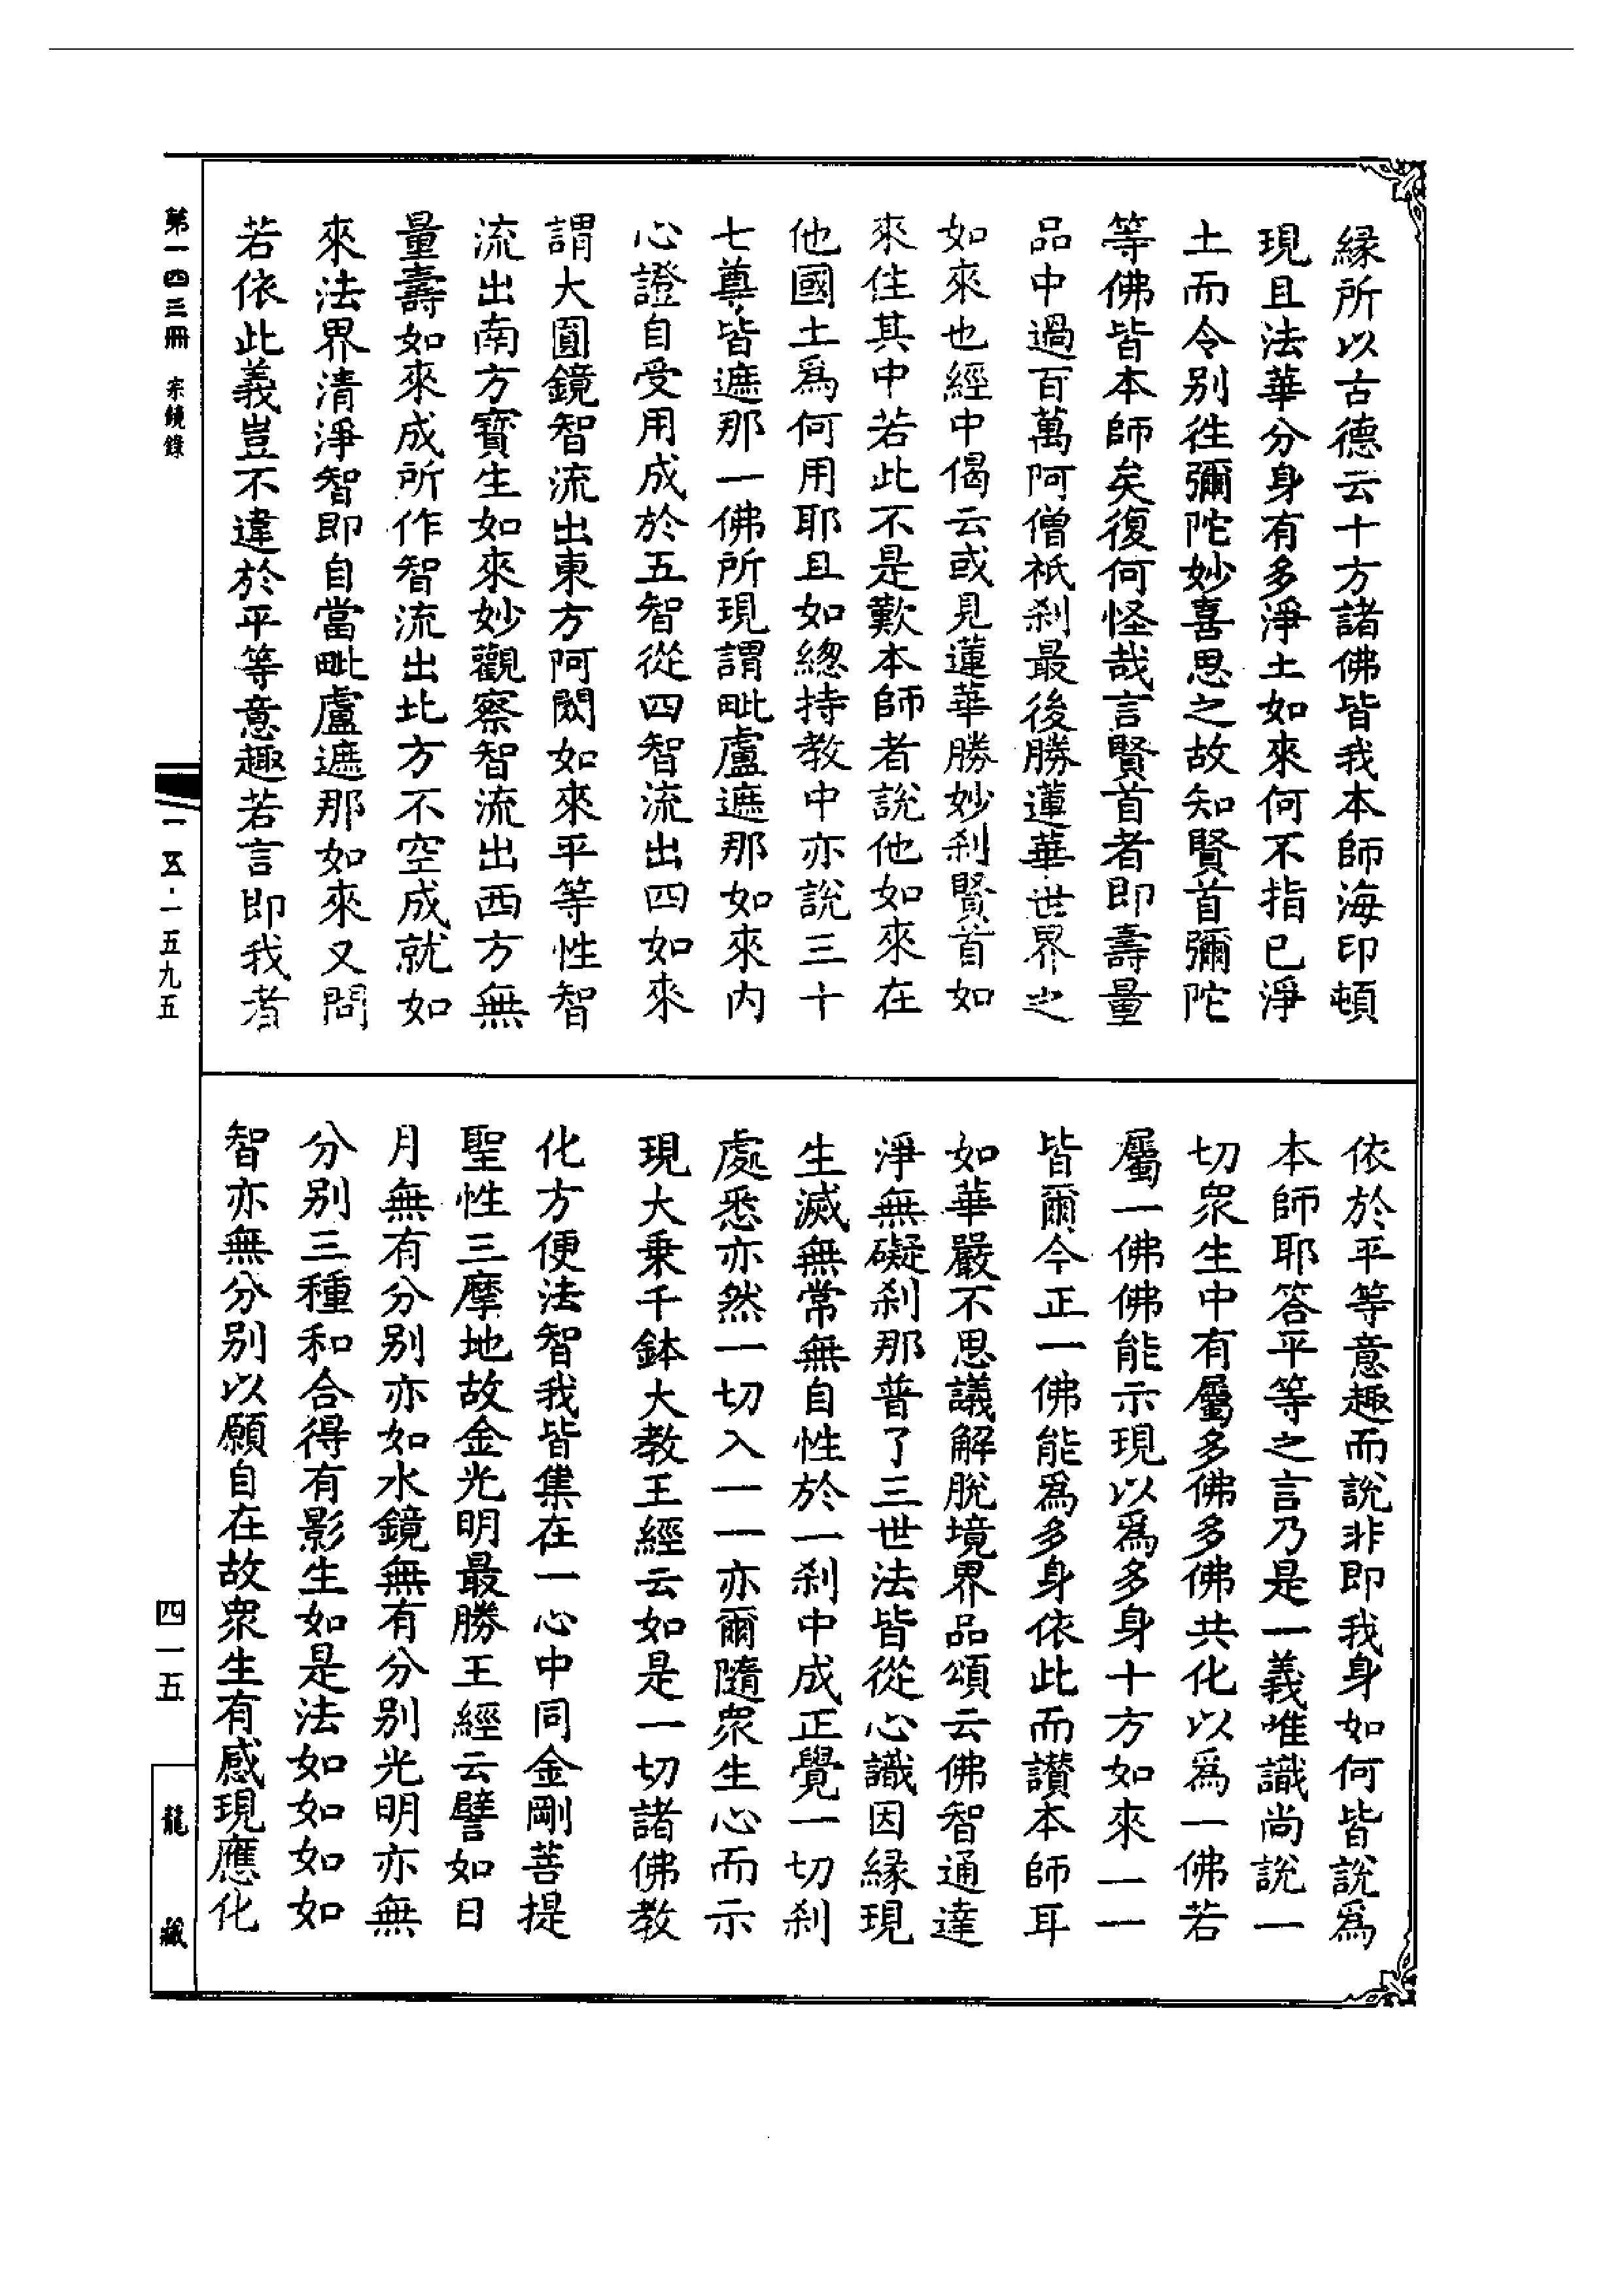 緣所以古德云十方諸佛皆我本師海印頓
現且法華分身有多淨土如來何不指已淨
土而令别往彌陀妙喜思之故知賢首彌陀
等佛皆本師矣復何怪哉言賢首者即壽量
品中過百萬阿僧祇刹最後勝蓮華世界之
如來也經中偈云或見蓮華勝妙刹賢首如
來住其中若此不是歎本師者說他如來在
他國土爲何用耶且如緫持教中亦說三十
七尊皆遮那一佛所現謂毗盧遮那如來內
心證自受用成於五智從四智流出四如來
謂大圓鏡智流出東方阿閦如來平等性智
流出南方寶生如來妙觀察智流出西方無
量壽如來成所作智流出北方不空成就如
來法界清淨智即自當毗盧遮那如來又問
若依此義豈不違於平等意趣若言即我者
依於平等意趣而說非即我身如何皆說爲
本師耶答平等之言乃是一義唯識尚說一
切衆生中有屬多佛多佛共化以爲一佛若
屬一佛佛能示現以爲多身十方如來一一
皆爾今正一佛能爲多身依此而讚本師耳
如華嚴不思議解脫境界品頌云佛智通達
淨無礙刹那普了三世法皆從心識因緣現
生滅無常無自性於一刹中成正覺一切刹
處悉亦然一切入一一亦爾隨衆生心而示
現大乘千鉢大教王經云如是一切諸佛教
化方便法智我皆集在一心中同金剛菩提
聖性三摩地故金光明最勝王經云譬如日
月無有分别亦如水鏡無有分别光明亦無
分别三種和合得有影生如是法如如如如
智亦無分别以願自在故衆生有感現應化
第一四三冊 宗鏡錄
一五·一五九五
四一五
龍藏